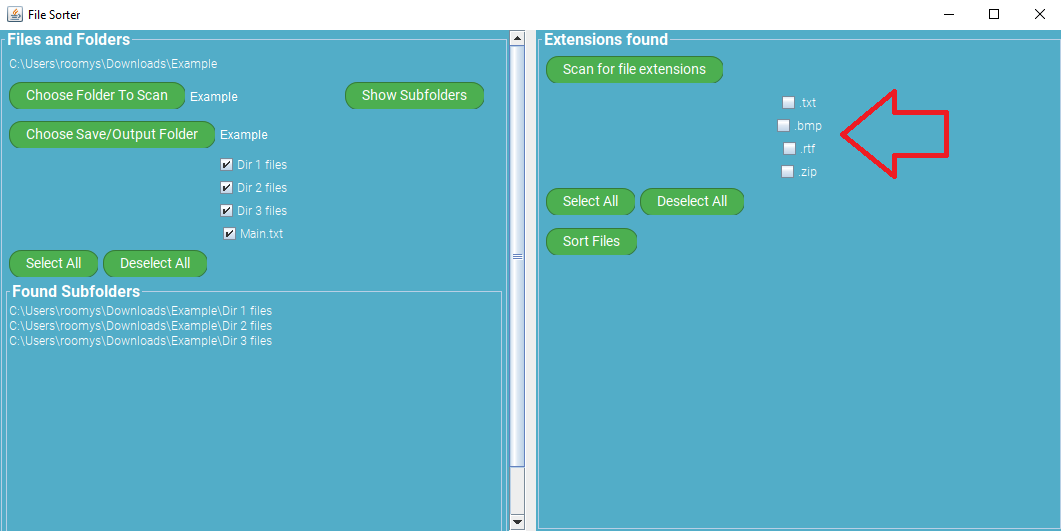 File Sorter
Files and Folders
C:\Users\roomys\Downloads\Example
Choose Folder To Scan Example Show Subfolders
Choose Save/Output Folder Example
Dir 1 files
Dir 2 files
Dir 3 files
Main.txt
Select All Deselect All
Found Subfolders
C:\Users\roomys\Downloads\Example\Dir 1 files
C:\Users\roomys\Downloads\Example\Dir 2 files
C:\Users\roomys\Downloads\Example\Dir 3 files
Extensions found
Scan for file extensions
.txt
.bmp
.rtf
.zip
Select All Deselect All
Sort Files